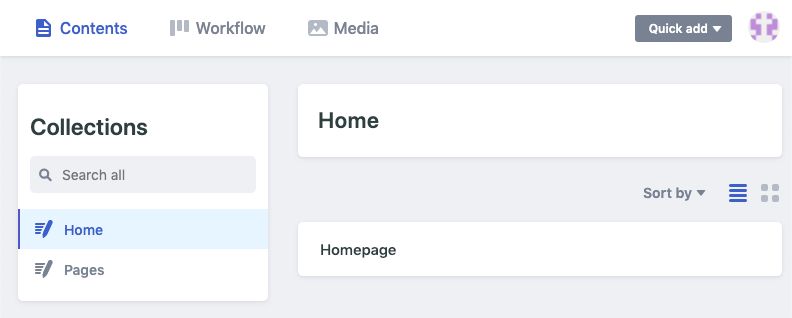 Contents
Workflow
Media
Quick add
Collections
Search all
Home
Pages
Home
Sort by
Homepage